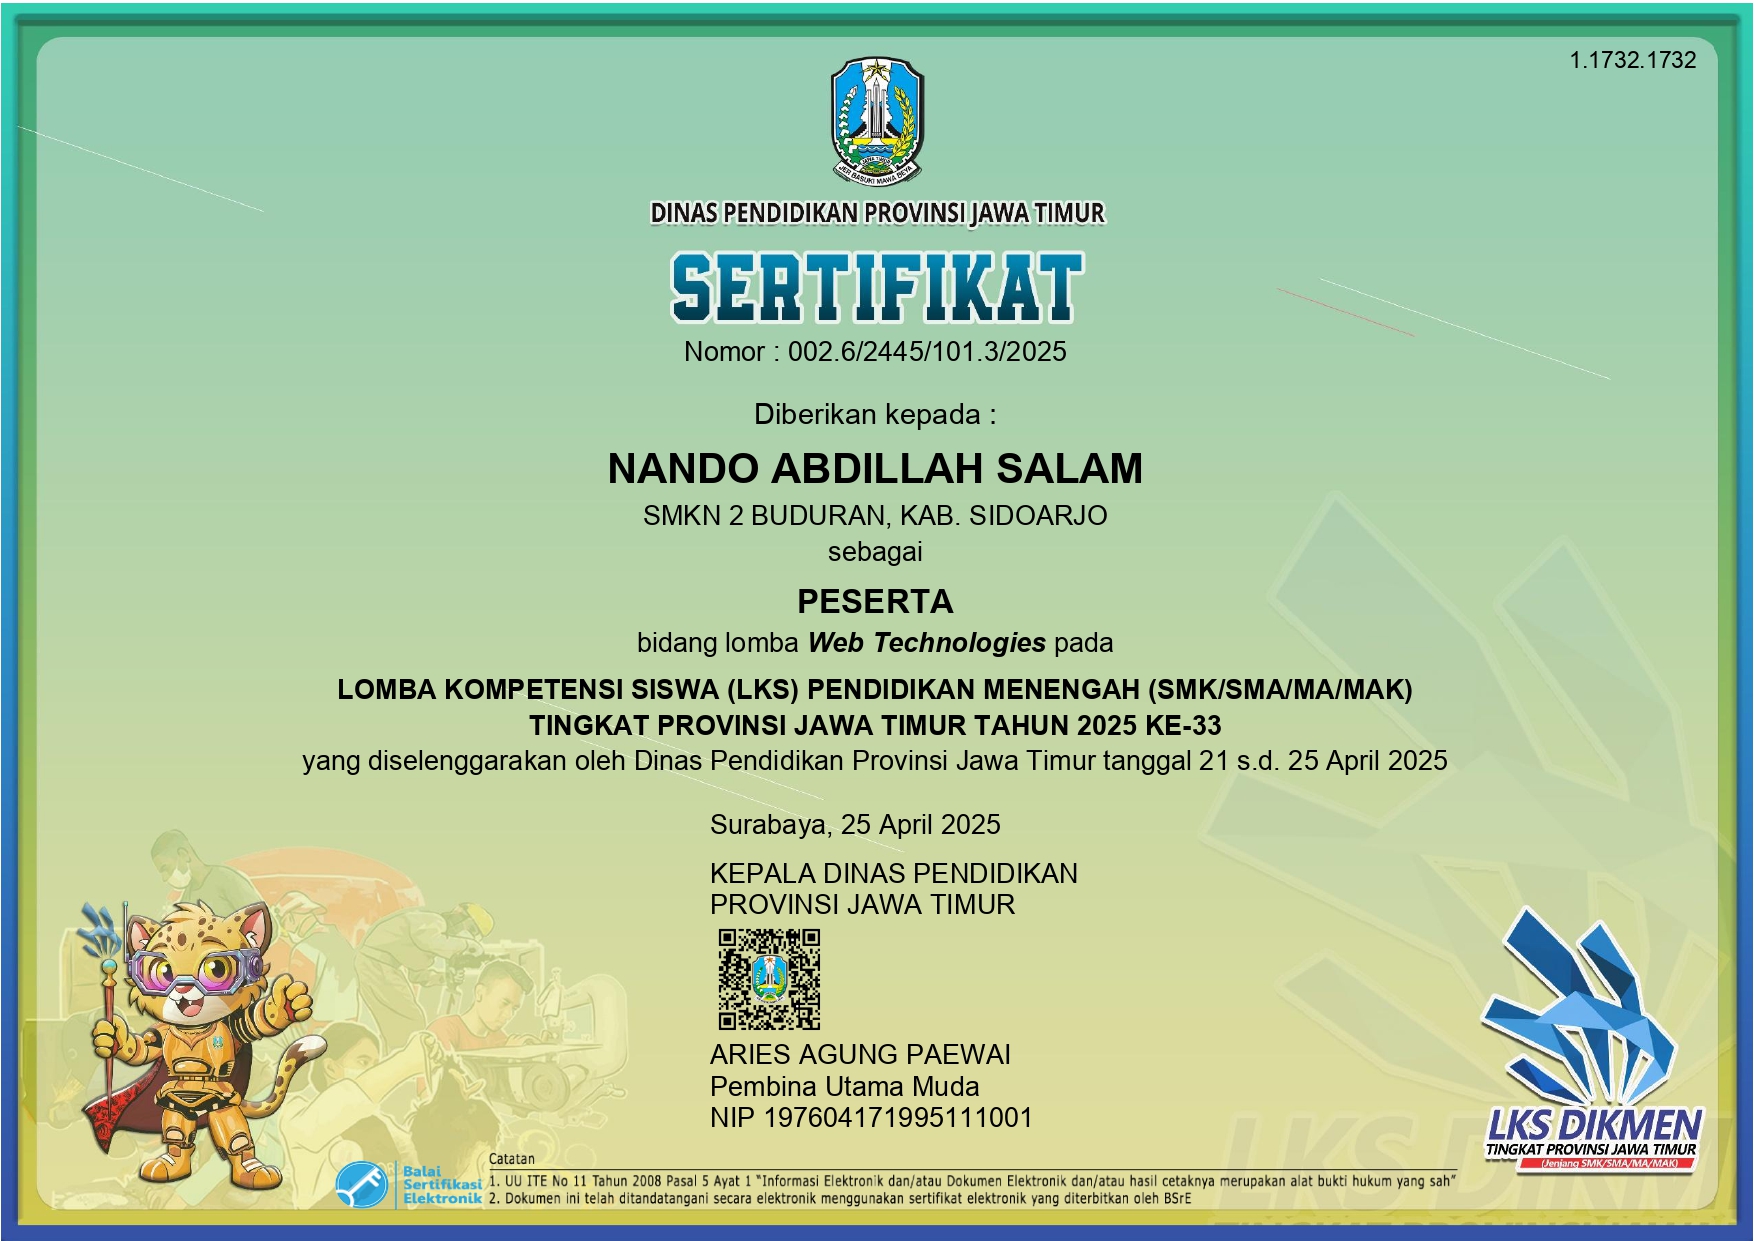 1.1732.1732
JAWA TIMUR
JER BASUKI MAWA BEYA
DINAS PENDIDIKAN PROVINSI JAWA TIMUR
SERTIFIKAT
Nomor : 002.6/2445/101.3/2025
Diberikan kepada :
NANDO ABDILLAH SALAM
SMKN 2 BUDURAN, KAB. SIDOARJO
sebagai
PESERTA
bidang lomba Web Technologies pada
LOMBA KOMPETENSI SISWA (LKS) PENDIDIKAN MENENGAH (SMK/SMA/MA/MAK)
TINGKAT PROVINSI JAWA TIMUR TAHUN 2025 KE-33
yang diselenggarakan oleh Dinas Pendidikan Provinsi Jawa Timur tanggal 21 s.d. 25 April 2025
Surabaya, 25 April 2025
KEPALA DINAS PENDIDIKAN
PROVINSI JAWA TIMUR
ARIES AGUNG PAEWAI
Pembina Utama Muda
NIP 197604171995111001
LKS DIKMEN
TINGKAT PROVINSI JAWA TIMUR
(Jenjang SMK/SMA/MA/MAK)
Balai
Sertifikasi
Elektronik
Catatan
1. UU ITE No 11 Tahun 2008 Pasal 5 Ayat 1 "Informasi Elektronik dan/atau Dokumen Elektronik dan/atau hasil cetaknya merupakan alat bukti hukum yang sah"
2. Dokumen ini telah ditandatangani secara elektronik menggunakan sertifikat elektronik yang diterbitkan oleh BSrE